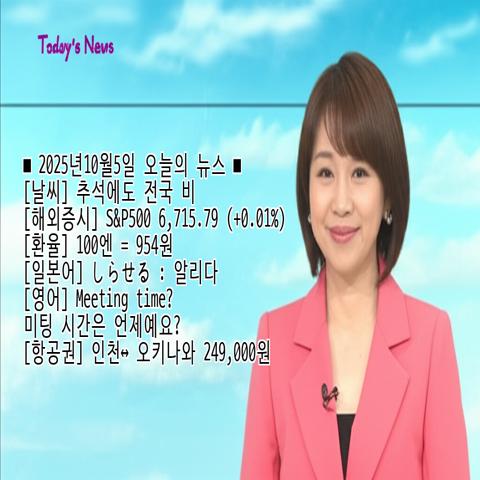 Today's News
■ 2025년10월5일 오늘의 뉴스 ■
[날씨] 추석에도 전국 비
[해외증시] S&P500 6,715.79 (+0.01%)
[환율] 100엔 = 954원
[일본어] しらせる : 알리다
[영어] Meeting time?
미팅 시간은 언제예요?
[항공권] 인천↔ 오키나와 249,000원